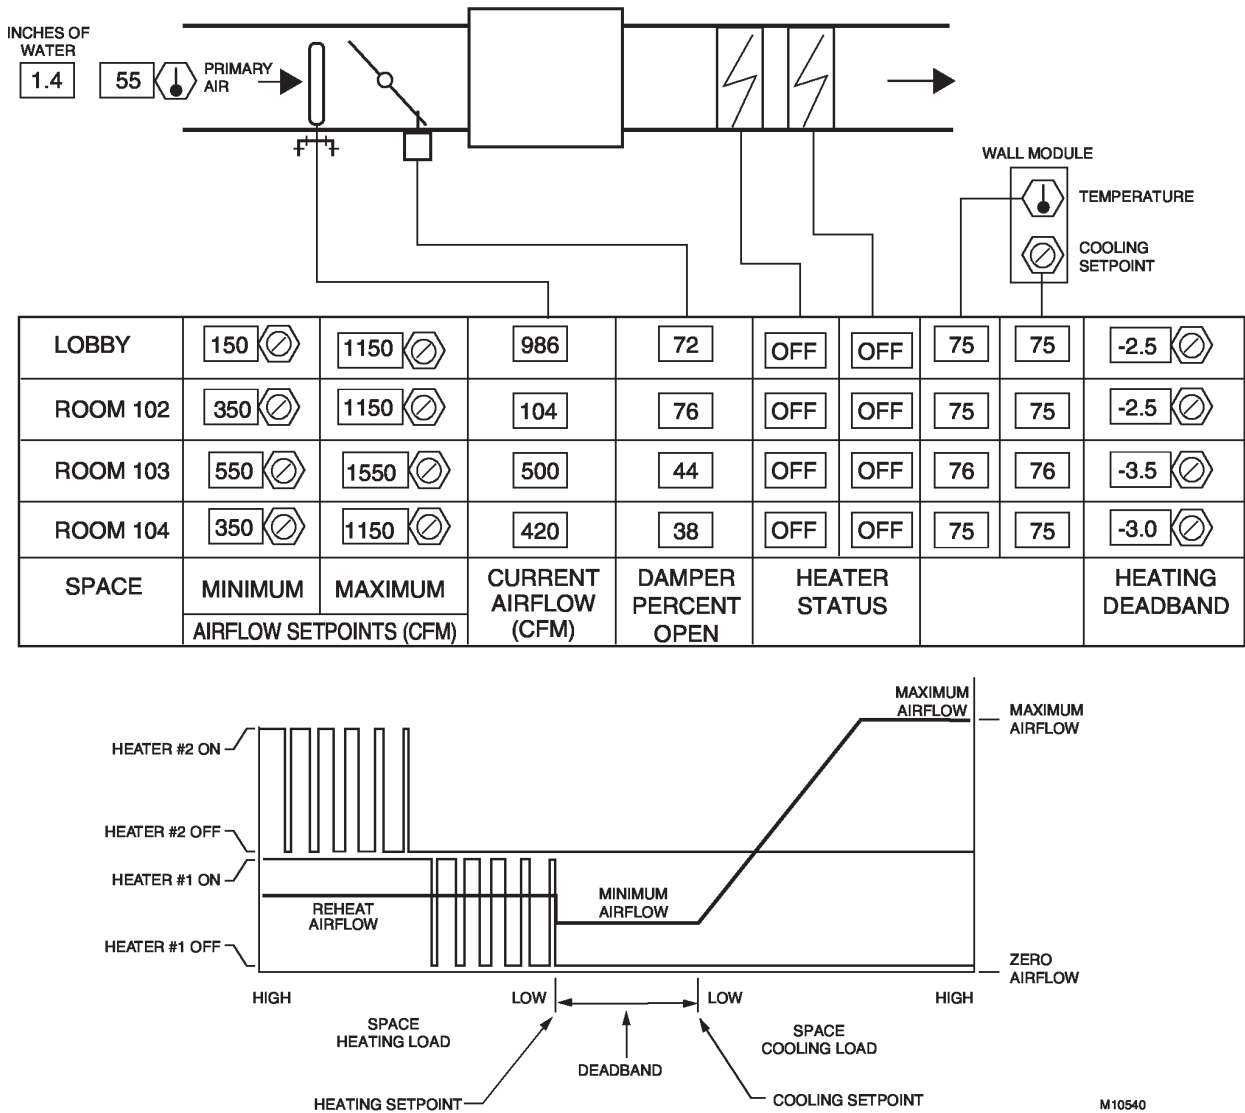 INCHES OF
WATER
1.4
55
PRIMARY
AIR
WALL MODULE
TEMPERATURE
COOLING
SETPOINT
LOBBY 150 1150 986 72 OFF OFF 75 75 -2.5
ROOM 102 350 1150 104 76 OFF OFF 75 75 -2.5
ROOM 103 550 1550 500 44 OFF OFF 76 76 -3.5
ROOM 104 350 1150 420 38 OFF OFF 75 75 -3.0
SPACE
MINIMUM
MAXIMUM
AIRFLOW SETPOINTS (CFM)
CURRENT
AIRFLOW
(CFM)
DAMPER
PERCENT
OPEN
HEATER
STATUS
HEATING
DEADBAND
MAXIMUM
AIRFLOW
MAXIMUM
AIRFLOW
HEATER #2 ON
HEATER #2 OFF
HEATER #1 ON
REHEAT
AIRFLOW
MINIMUM
AIRFLOW
HEATER #1 OFF
ZERO
AIRFLOW
HIGH
LOW
LOW
HIGH
SPACE
HEATING LOAD
SPACE
COOLING LOAD
DEADBAND
HEATING SETPOINT
COOLING SETPOINT
M10540